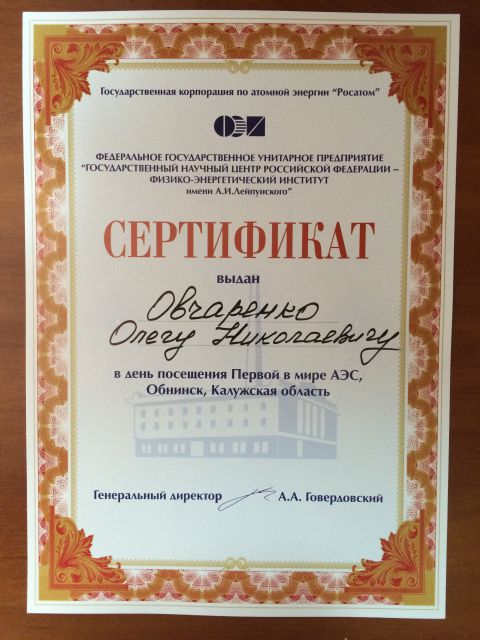 Государственная корпорация по атомной энергии "Росатом"
ФЭИ
ФЕДЕРАЛЬНОЕ ГОСУДАРСТВЕННОЕ УНИТАРНОЕ ПРЕДПРИЯТИЕ
"ГОСУДАРСТВЕННЫЙ НАУЧНЫЙ ЦЕНТР РОССИЙСКОЙ ФЕДЕРАЦИИ –
ФИЗИКО-ЭНЕРГЕТИЧЕСКИЙ ИНСТИТУТ
имени А.И.Лейпунского"
СЕРТИФИКАТ
выдан
Овчаренко
Олегу Николаевичу
в день посещения Первой в мире АЭС,
Обнинск, Калужская область
Генеральный директор А.А. Говердовский